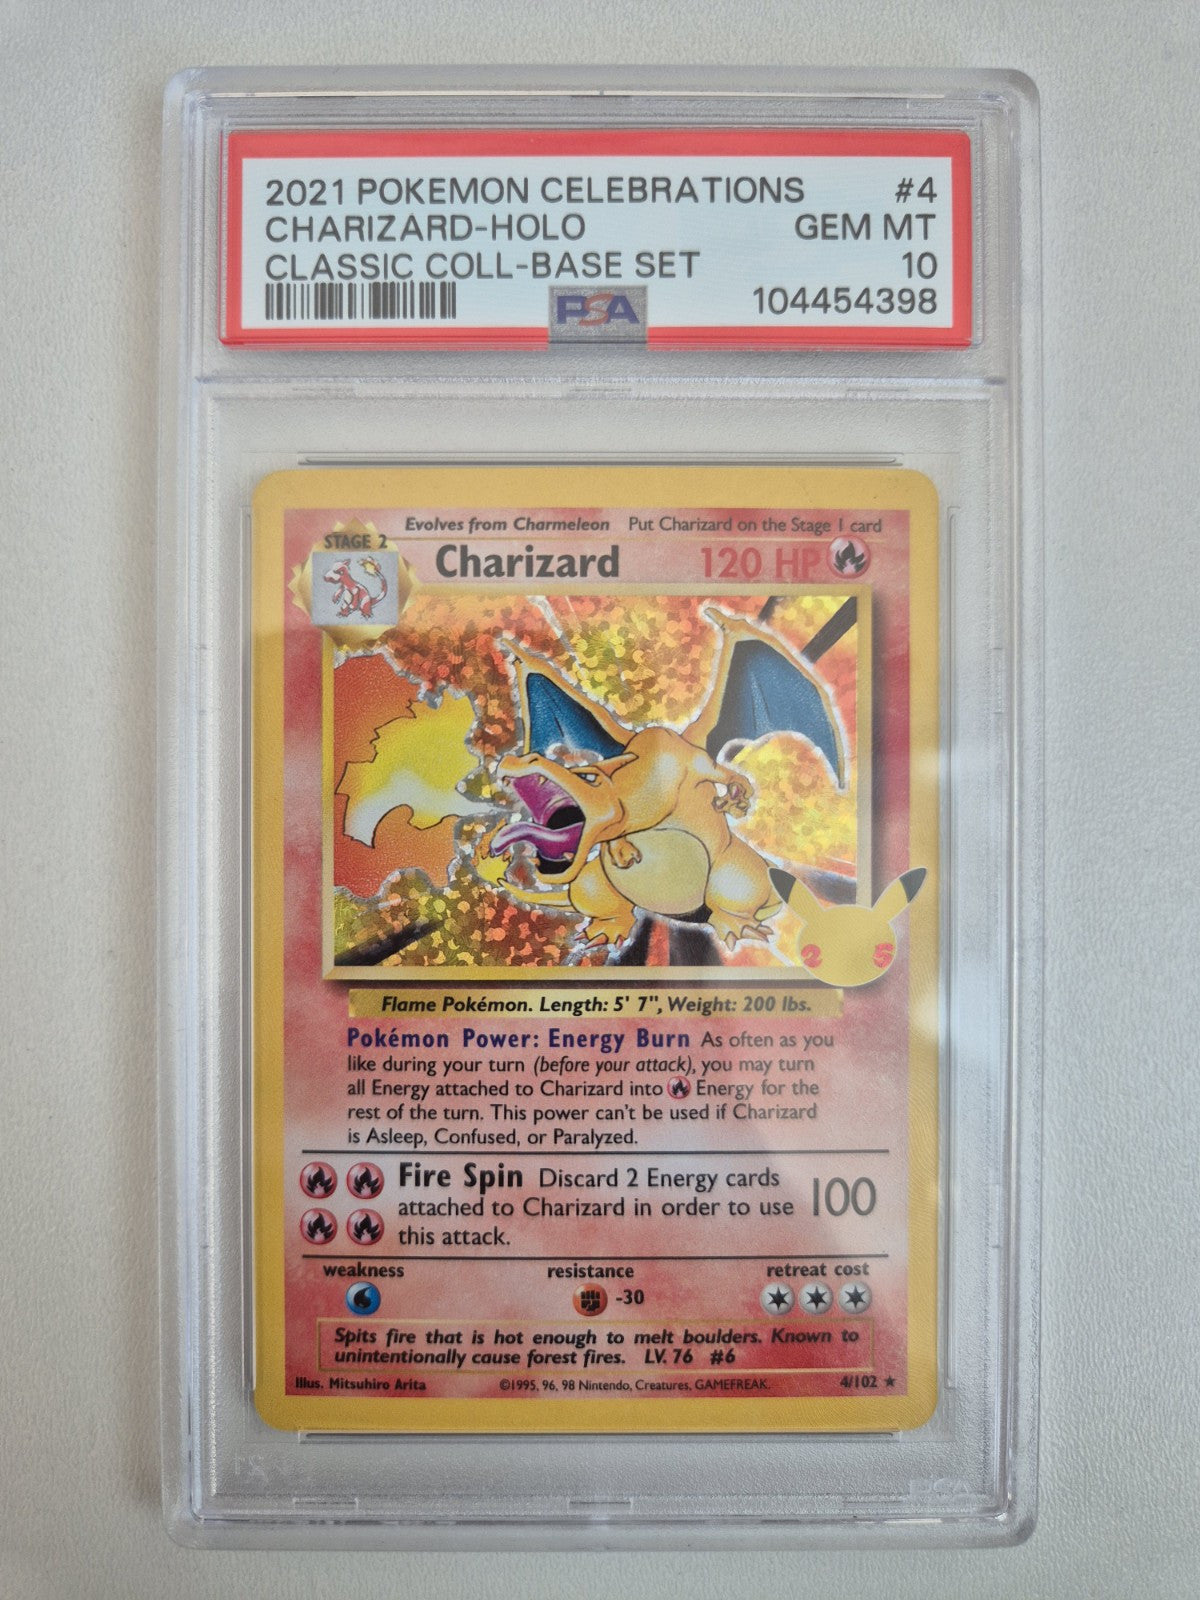 2021 POKEMON CELEBRATIONS #4
CHARIZARD-HOLO GEM MT
CLASSIC COLL-BASE SET 10
PSA 104454398
Evolves from Charmeleon Put Charizard on the Stage 1 card
STAGE 2
Charizard 120 HP
25
Flame Pokémon. Length: 5' 7", Weight: 200 lbs.
Pokémon Power: Energy Burn As often as you
like during your turn (before your attack), you may turn
all Energy attached to Charizard into Energy for the
rest of the turn. This power can't be used if Charizard
is Asleep, Confused, or Paralyzed.
Fire Spin Discard 2 Energy cards
attached to Charizard in order to use 100
this attack.
weakness resistance retreat cost
-30
Spits fire that is hot enough to melt boulders. Known to
unintentionally cause forest fires. LV. 76 #6
Illus. Mitsuhiro Arita ©1995, 96, 98 Nintendo, Creatures, GAMEFREAK. 4/102 ★
PSA